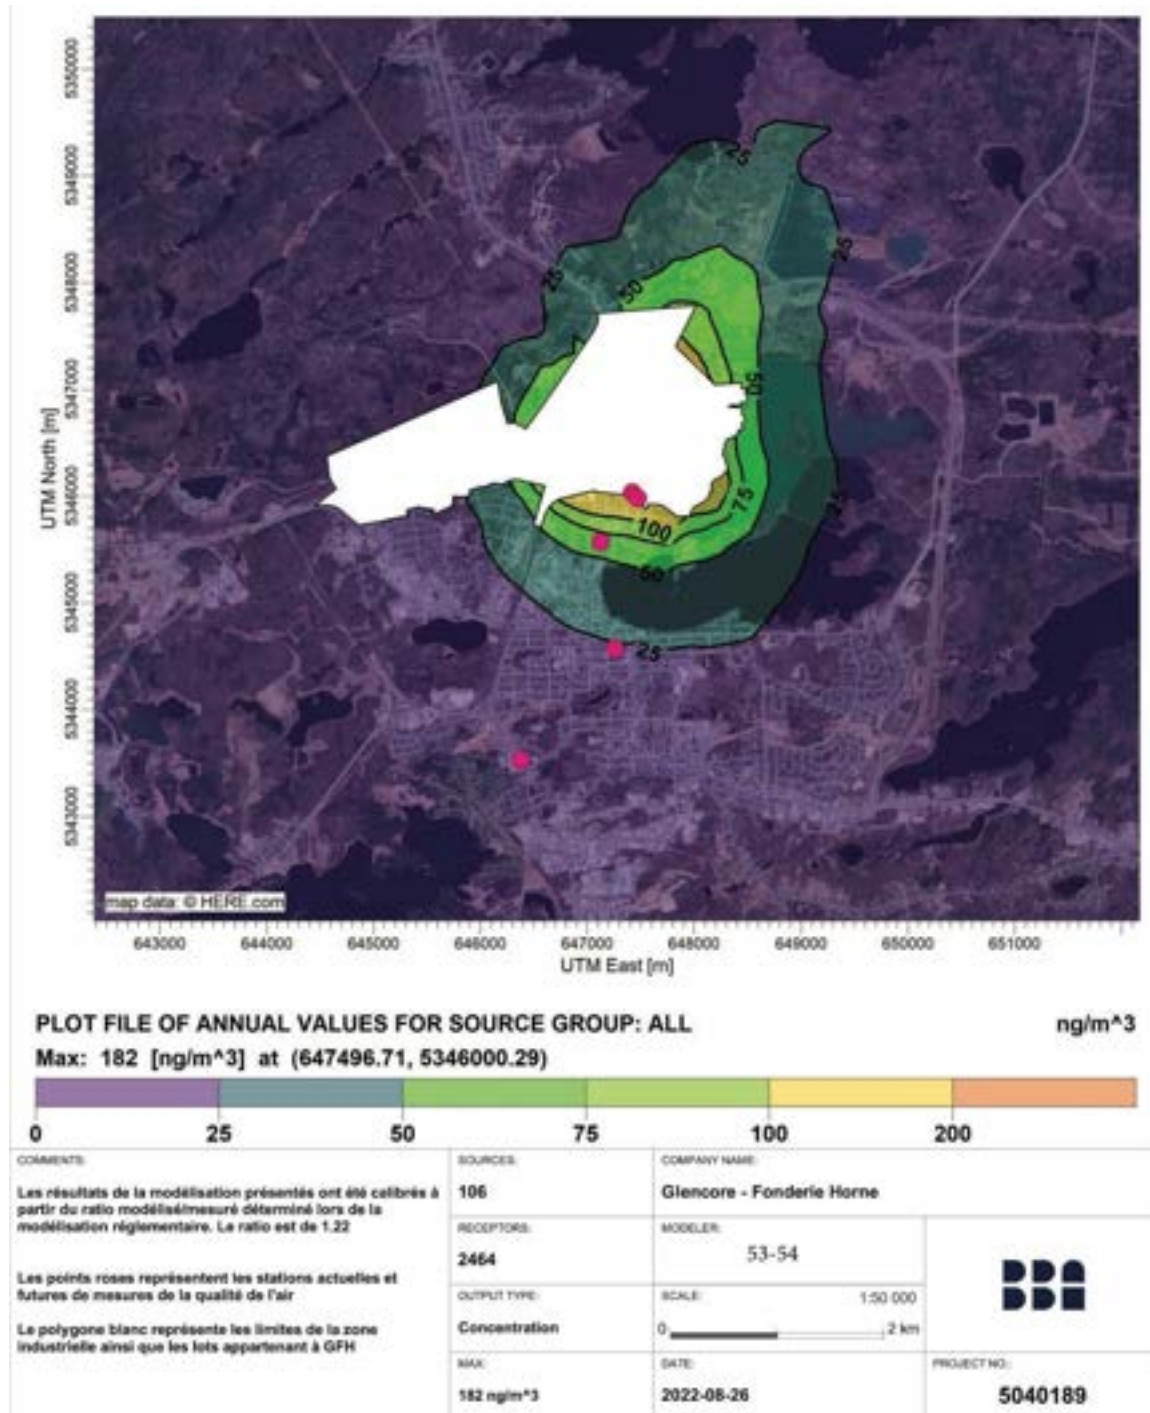 5350000
5349000
5348000
5347000
5346000
5345000
5344000
5343000
UTM North [m]
25
25
25
50
50
75
25
100
50
25
map data: © HERE.com
643000 644000 645000 646000 647000 648000 649000 650000 651000
UTM East [m]
PLOT FILE OF ANNUAL VALUES FOR SOURCE GROUP: ALL ng/m^3
Max: 182 [ng/m^3] at (647496.71, 5346000.29)
0 25 50 75 100 200
COMMENTS:
Les résultats de la modélisation présentés ont été calibrés à
partir du ratio modélisé/mesuré déterminé lors de la
modélisation réglementaire. Le ratio est de 1.22
Les points roses représentent les stations actuelles et
futures de mesures de la qualité de l'air
Le polygone blanc représente les limites de la zone
industrielle ainsi que les lots appartenant à GFH
SOURCES:
106
COMPANY NAME:
Glencore - Fonderie Horne
RECEPTORS:
2464
MODELER:
53-54
OUTPUT TYPE:
Concentration
SCALE: 1:50 000
0 2 km
MAX:
182 ng/m^3
DATE:
2022-08-26
BBA
PROJECT NO.:
5040189